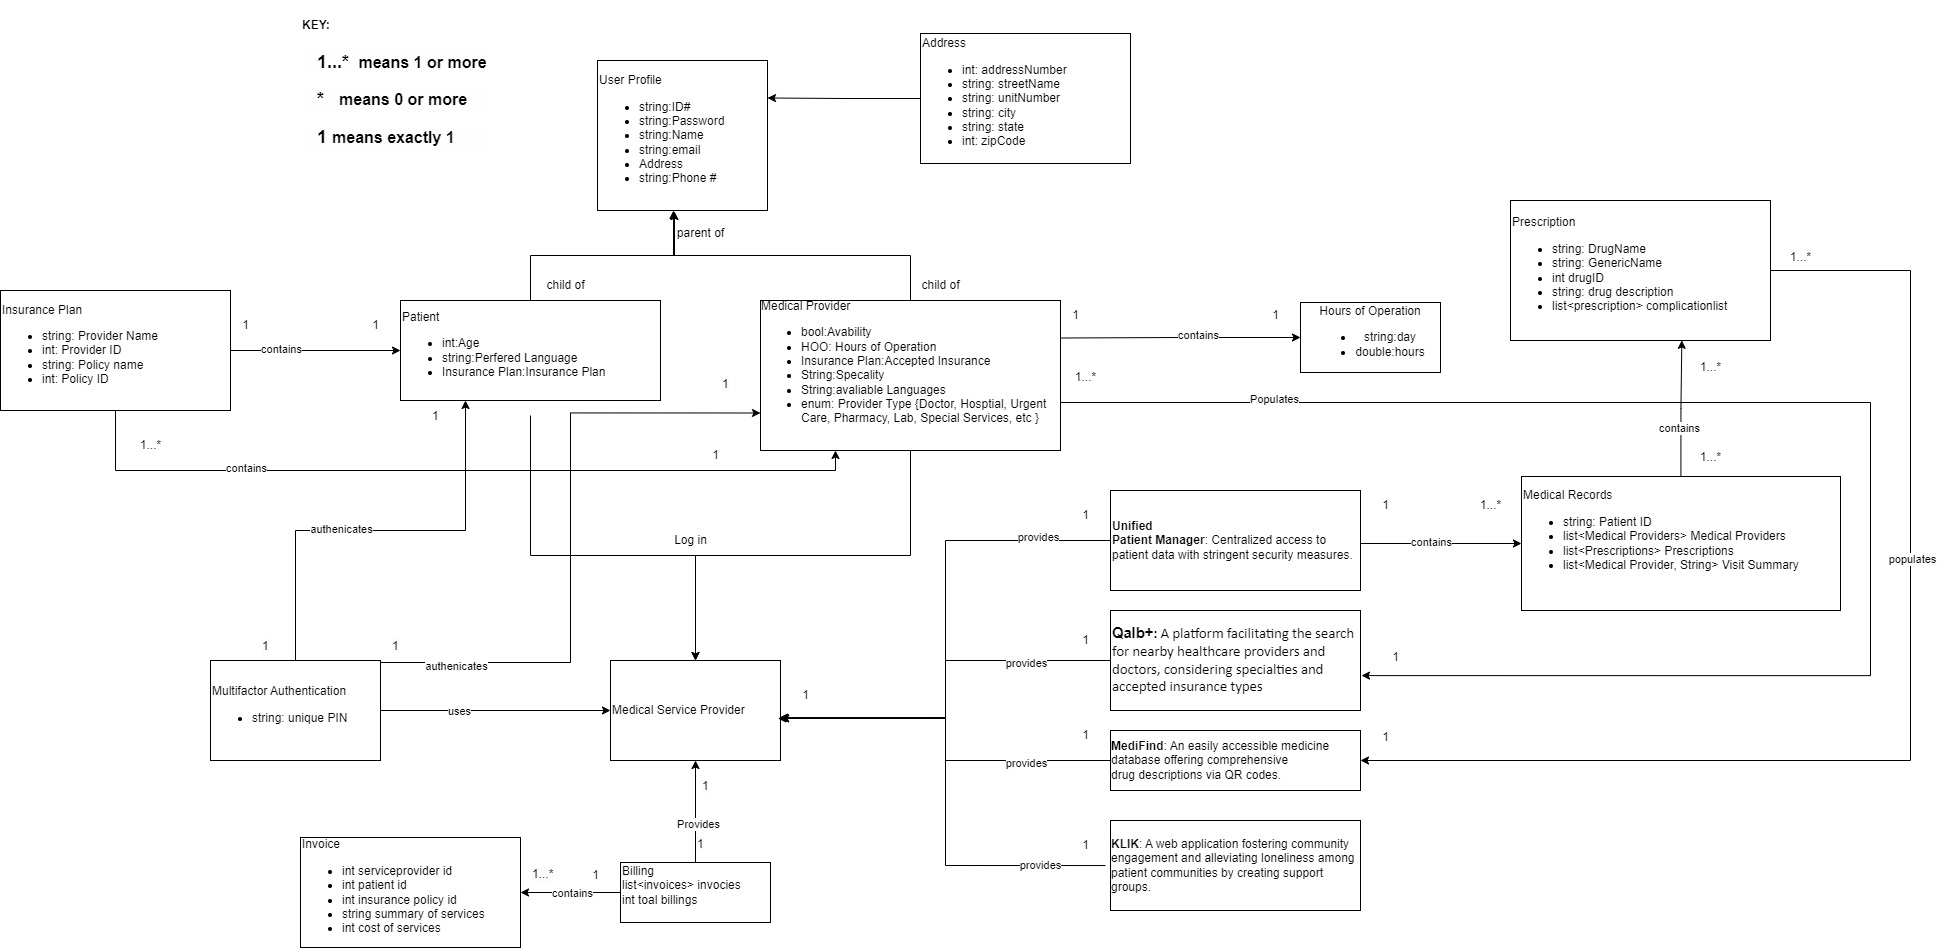 KEY:
1...* means 1 or more
* means 0 or more
1 means exactly 1
User Profile
string:ID#
string:Password
string:Name
string:email
Address
string:Phone #
Address
int: addressNumber
string: streetName
string: unitNumber
string: city
string: state
int: zipCode
parent of
child of
child of
Insurance Plan
string: Provider Name
int: Provider ID
string: Policy name
int: Policy ID
1
1
contains
Patient
int:Age
string:Perfered Language
Insurance Plan:Insurance Plan
Medical Provider
bool:Avability
HOO: Hours of Operation
Insurance Plan:Accepted Insurance
String:Specality
String:avaliable Languages
enum: Provider Type {Doctor, Hosptial, Urgent
Care, Pharmacy, Lab, Special Services, etc }
1
1
contains
Hours of Operation
string:day
double:hours
Prescription
string: DrugName
string: GenericName
int drugID
string: drug description
list<prescription> complicationlist
1...*
1...*
contains
1...*
1...*
Populates
populates
1
1
1...*
contains
1
authenicates
Log in
1
1
authenicates
Multifactor Authentication
string: unique PIN
uses
Medical Service Provider
1
1
provides
Unified
Patient Manager: Centralized access to
patient data with stringent security measures.
1
1...*
contains
Medical Records
string: Patient ID
list<Medical Providers> Medical Providers
list<Prescriptions> Prescriptions
list<Medical Provider, String> Visit Summary
1
provides
Qalb+: A platform facilitating the search
for nearby healthcare providers and
doctors, considering specialties and
accepted insurance types
1
1
provides
MediFind: An easily accessible medicine
database offering comprehensive
drug descriptions via QR codes.
1
1
provides
KLIK: A web application fostering community
engagement and alleviating loneliness among
patient communities by creating support
groups.
1
Provides
1
Billing
list<invoices> invocies
int toal billings
1
1...*
contains
Invoice
int serviceprovider id
int patient id
int insurance policy id
string summary of services
int cost of services